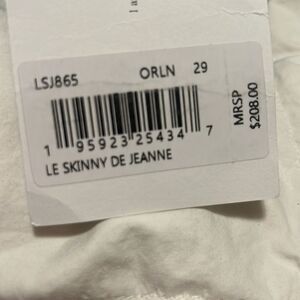 LSJ865 ORLN 29
1 95923 25434 7
LE SKINNY DE JEANNE
MRSP
$208.00